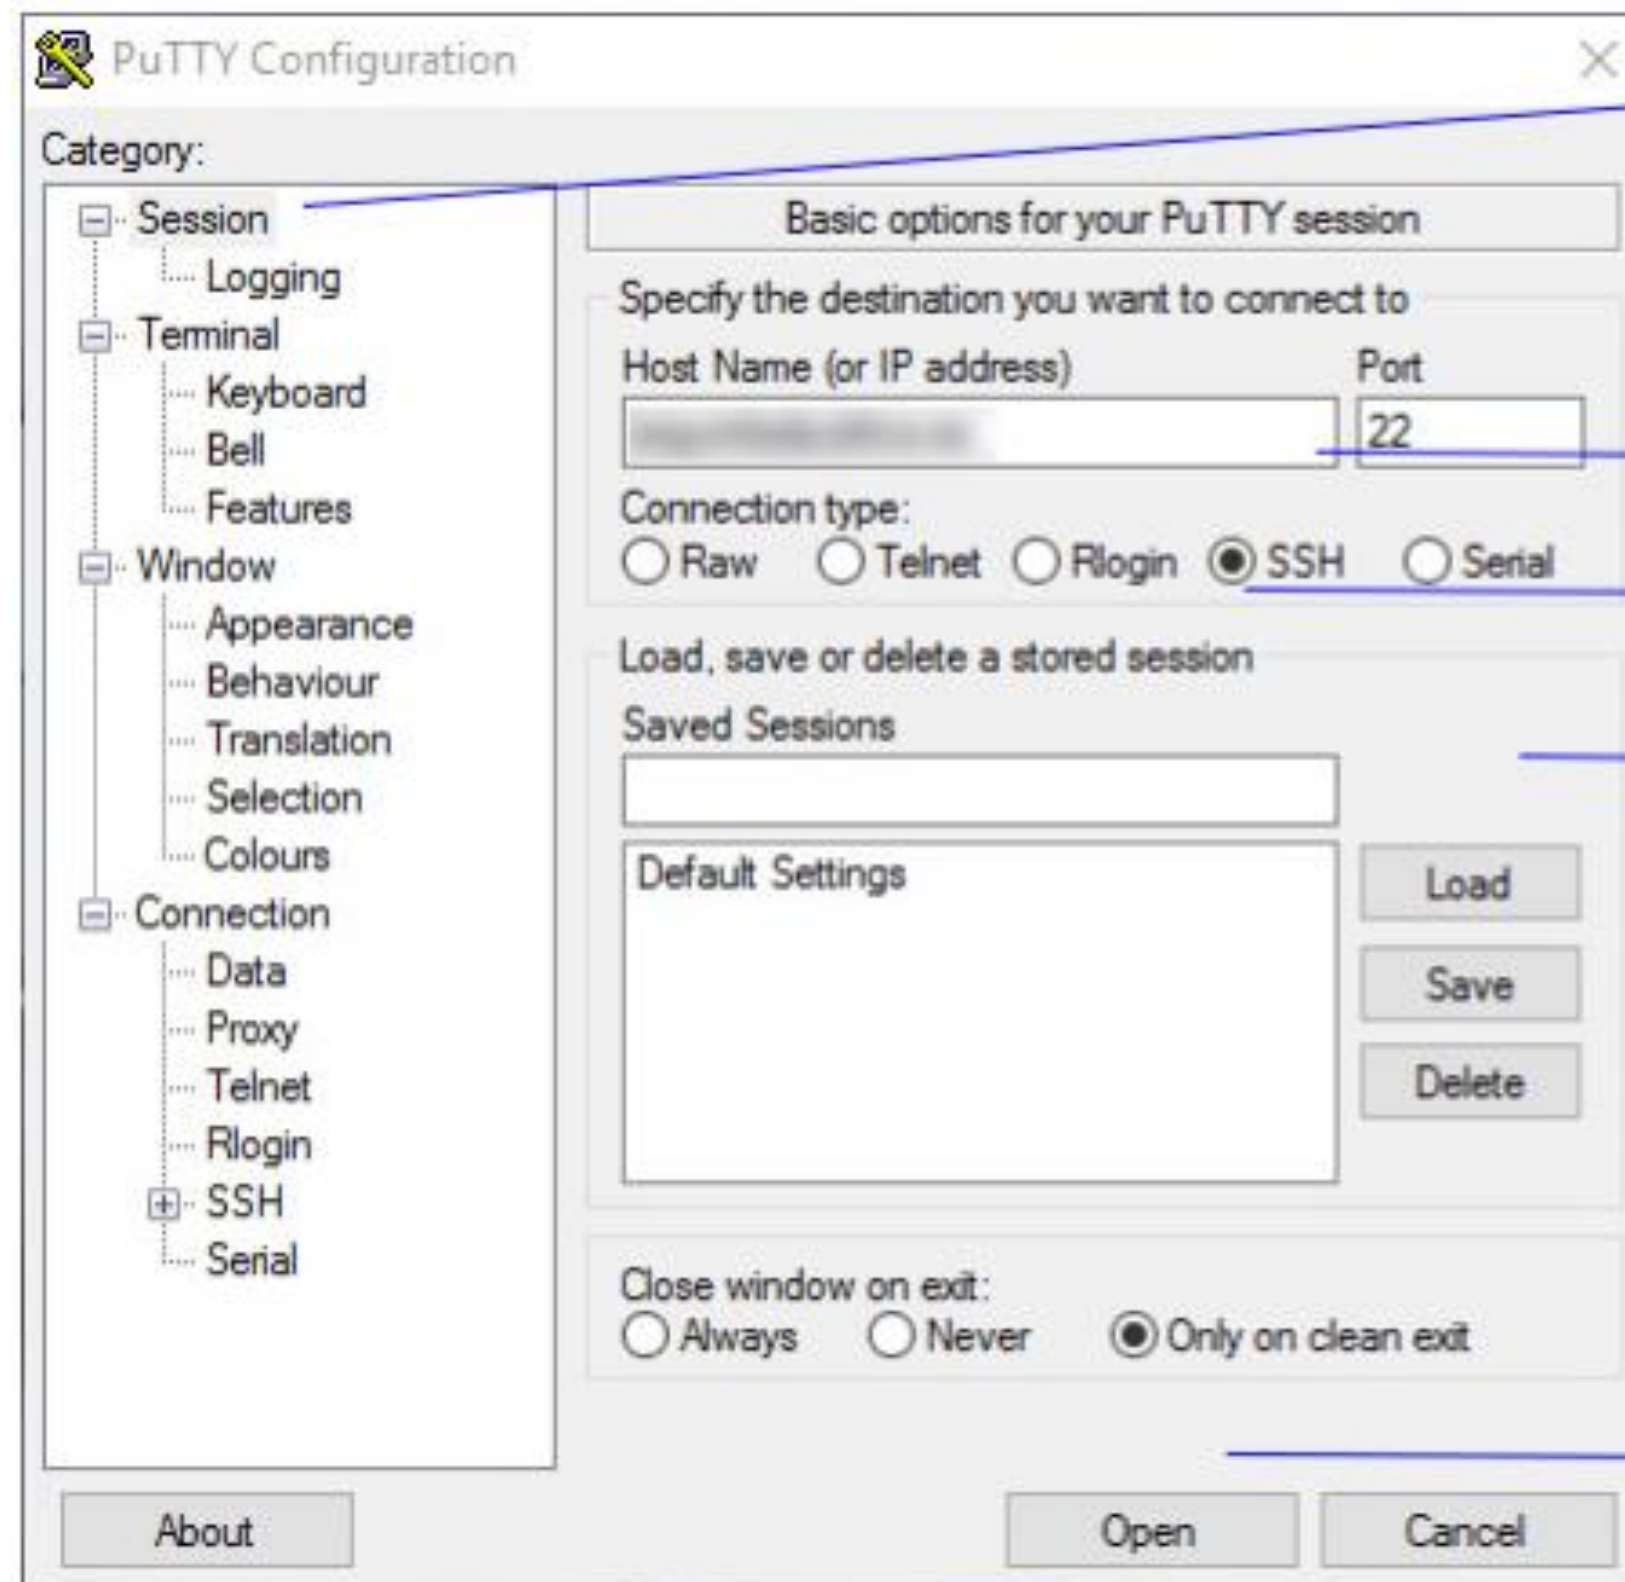 PuTTY Configuration
Category:
Session
Logging
Terminal
Keyboard
Bell
Features
Window
Appearance
Behaviour
Translation
Selection
Colours
Connection
Data
Proxy
Telnet
Rlogin
SSH
Serial
Basic options for your PuTTY session
Specify the destination you want to connect to
Host Name (or IP address) Port
22
Connection type:
Raw Telnet Rlogin SSH Serial
Load, save or delete a stored session
Saved Sessions
Default Settings
Load
Save
Delete
Close window on exit:
Always Never Only on clean exit
About Open Cancel